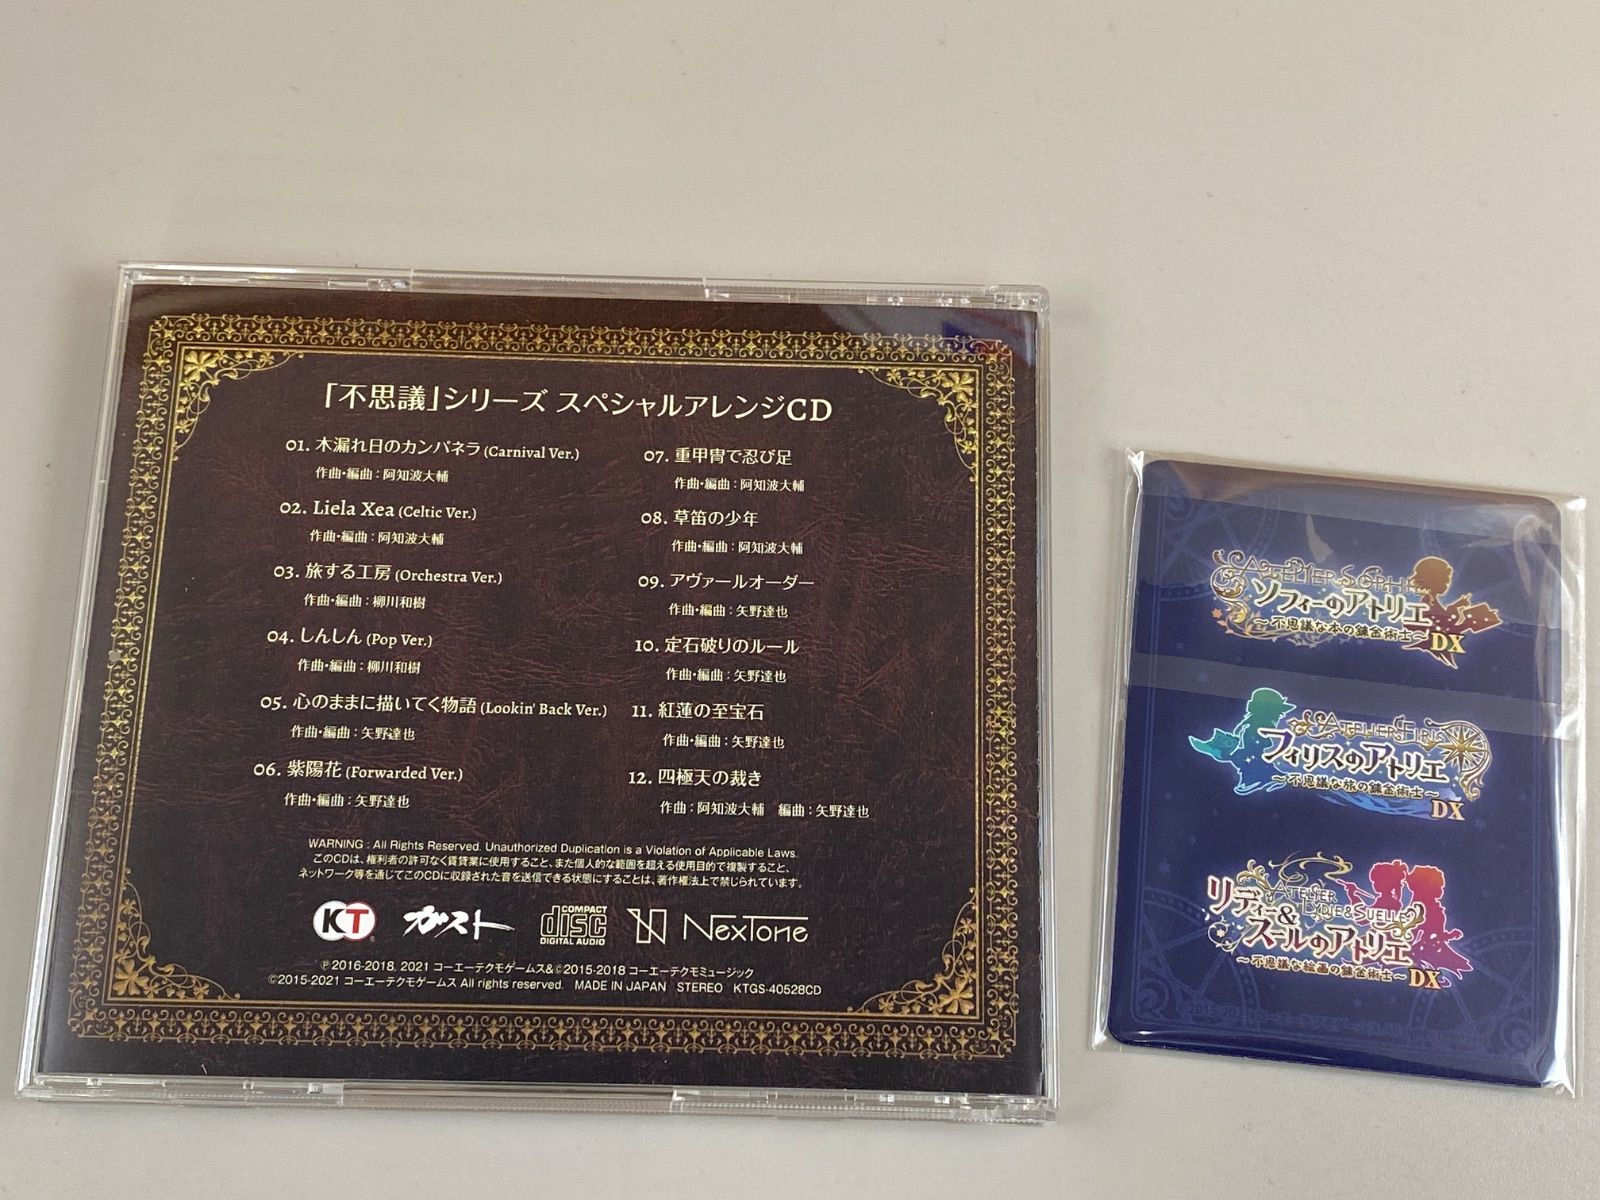 「不思議」シリーズ スペシャルアレンジCD
01. 木漏れ日のカンパネラ (Carnival Ver.)
作曲・編曲：阿知波大輔
02. Liela Xea (Celtic Ver.)
作曲・編曲：阿知波大輔
03. 旅する工房 (Orchestra Ver.)
作曲・編曲：柳川和樹
04. しんしん (Pop Ver.)
作曲・編曲：柳川和樹
05. 心のままに描いてく物語 (Lookin' Back Ver.)
作曲・編曲：矢野達也
06. 紫陽花 (Forwarded Ver.)
作曲・編曲：矢野達也
07. 重甲冑で忍び足
作曲・編曲：阿知波大輔
08. 草笛の少年
作曲・編曲：阿知波大輔
09. アヴァールオーダー
作曲・編曲：矢野達也
10. 定石破りのルール
作曲・編曲：矢野達也
11. 紅蓮の至宝石
作曲・編曲：矢野達也
12. 四極天の裁き
作曲：阿知波大輔 編曲：矢野達也
WARNING : All Rights Reserved. Unauthorized Duplication is a Violation of Applicable Laws.
このCDは、権利者の許可なく賃貸業に使用すること、また個人的な範囲を超える使用目的で複製すること、
ネットワーク等を通じてこのCDに収録された音を送信できる状態にすることは、著作権法上で禁じられています。
KT ガスト COMPACT disc DIGITAL AUDIO NexTone
℗2016-2018, 2021 コーエーテクモゲームス&©2015-2018 コーエーテクモミュージック
©2015-2021 コーエーテクモゲームス All rights reserved. MADE IN JAPAN STEREO KTGS-40528CD
ATELIER SOPHIE
ソフィーのアトリエ
～不思議な本の錬金術士～ DX
ATELIER FIRIS
フィリスのアトリエ
～不思議な旅の錬金術士～
DX
ATELIER
LYDIE & SUELLE
リディー&
スールのアトリエ
～不思議な絵画の錬金術士～ DX